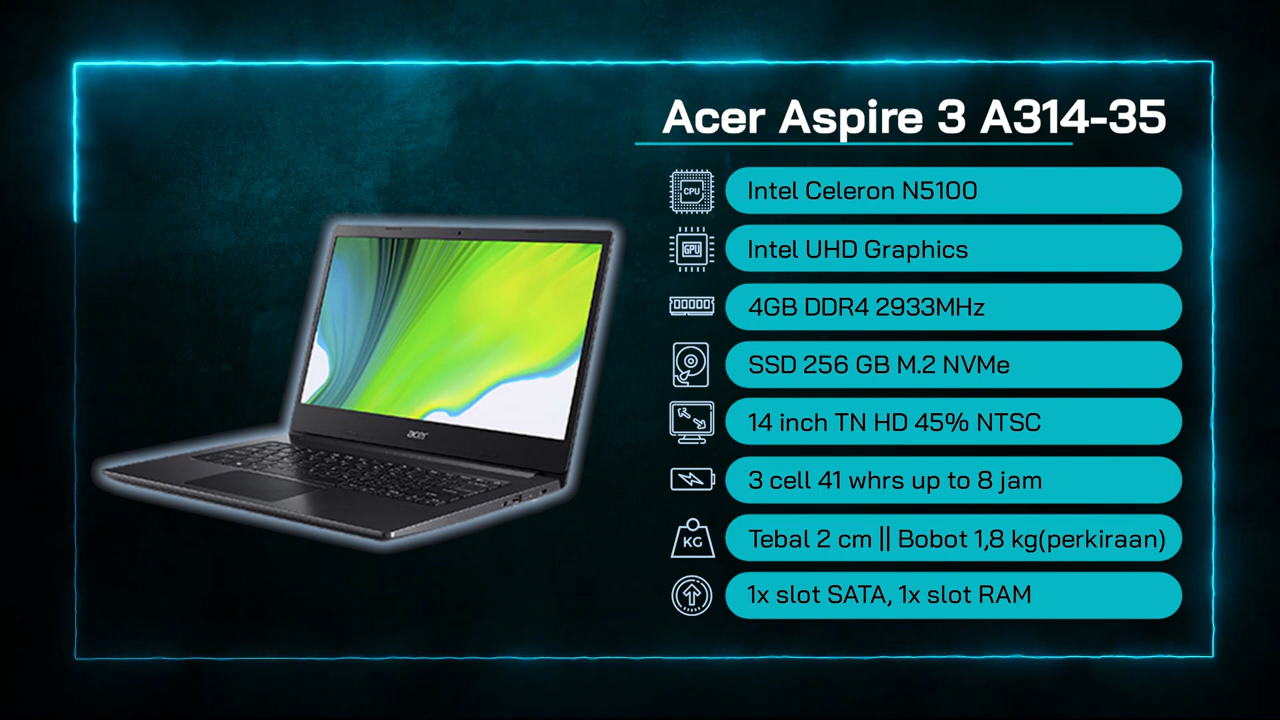 Acer Aspire 3 A314-35
CPU
Intel Celeron N5100
GPU
Intel UHD Graphics
4GB DDR4 2933MHz
SSD 256 GB M.2 NVMe
14 inch TN HD 45% NTSC
3 cell 41 whrs up to 8 jam
KG
Tebal 2 cm || Bobot 1,8 kg(perkiraan)
1x slot SATA, 1x slot RAM
acer